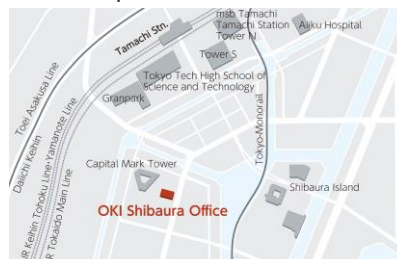 msb Tamachi
Tamachi Station
Tower N
Aiiku Hospital
Tamachi Stn.
Tower S
Tokyo Tech High School of
Science and Technology
Granpark
Toei Asakusa Line
Daiichi Keihin
JR Keihin Tohoku Line·Yamanote Line
JR Tokaido Main Line
Tokyo-Monorail
Capital Mark Tower
Shibaura Island
OKI Shibaura Office